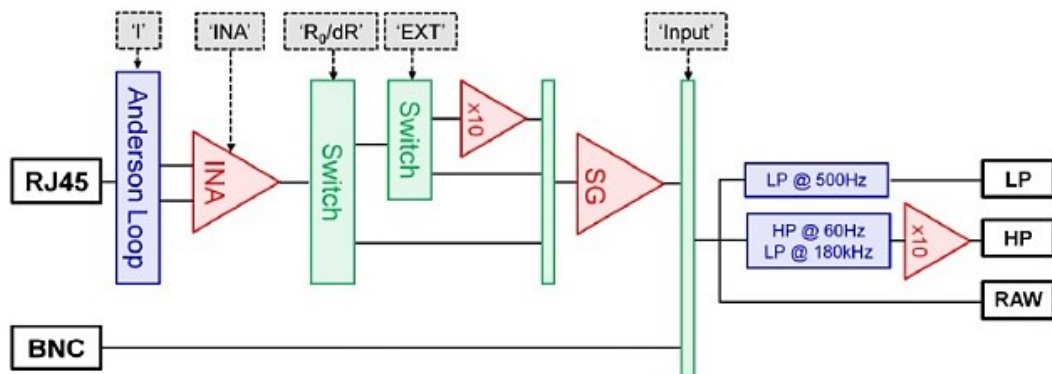 'I'
'INA'
'R₀/dR'
'EXT'
'Input'
RJ45
Anderson Loop
INA
Switch
Switch
x10
SG
LP @ 500Hz
LP
HP @ 60Hz
LP @ 180kHz
x10
HP
RAW
BNC